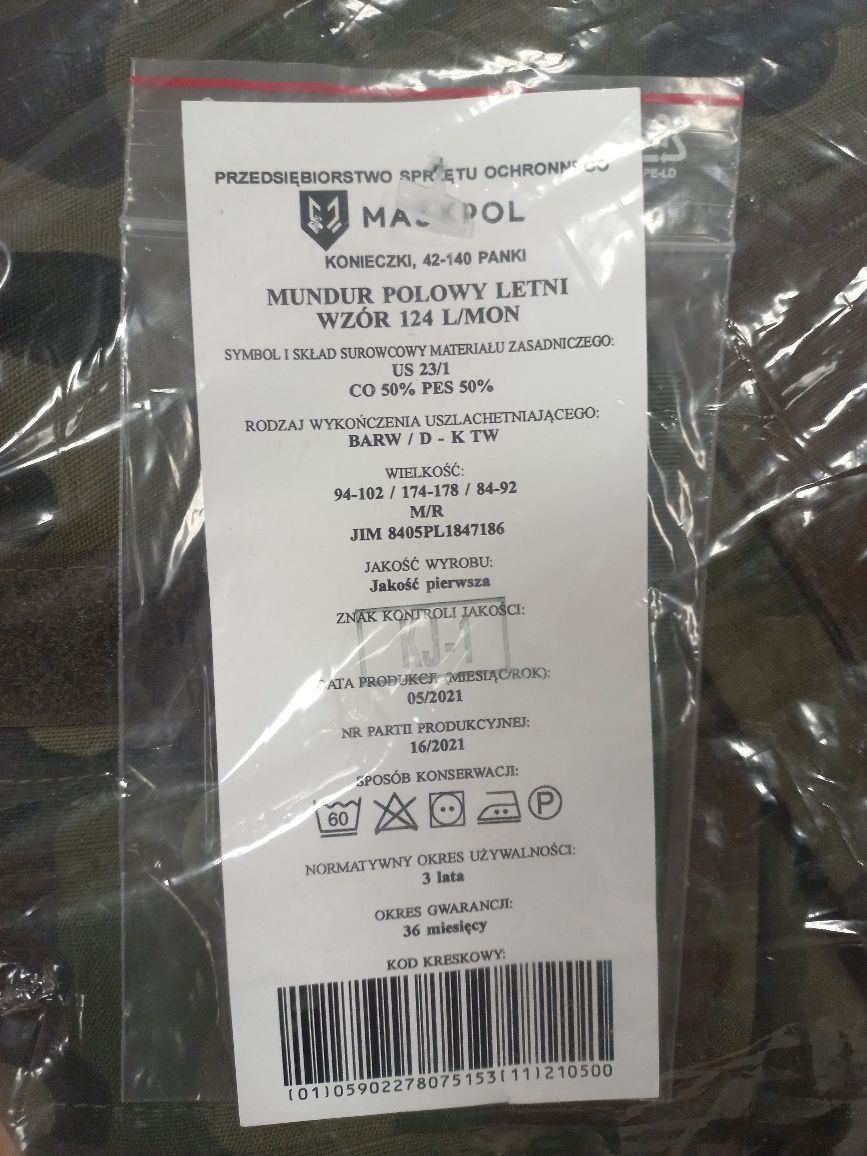 PRZEDSIĘBIORSTWO SPRZĘTU OCHRONNEGO
MASKPOL
KONIECZKI, 42-140 PANKI
MUNDUR POLOWY LETNI
WZÓR 124 L/MON
SYMBOL I SKŁAD SUROWCOWY MATERIAŁU ZASADNICZEGO:
US 23/1
CO 50% PES 50%
RODZAJ WYKOŃCZENIA USZLACHETNIAJĄCEGO:
BARW / D - K TW
WIELKOŚĆ:
94-102 / 174-178 / 84-92
M/R
JIM 8405PL1847186
JAKOŚĆ WYROBU:
Jakość pierwsza
ZNAK KONTROLI JAKOŚCI:
KJ-1
DATA PRODUKCJI (MIESIĄC/ROK):
05/2021
NR PARTII PRODUKCYJNEJ:
16/2021
SPOSÓB KONSERWACJI:
60 P
NORMATYWNY OKRES UŻYWALNOŚCI:
3 lata
OKRES GWARANCJI:
36 miesięcy
KOD KRESKOWY:
(01)05902278075153(11)210500
PE-LD